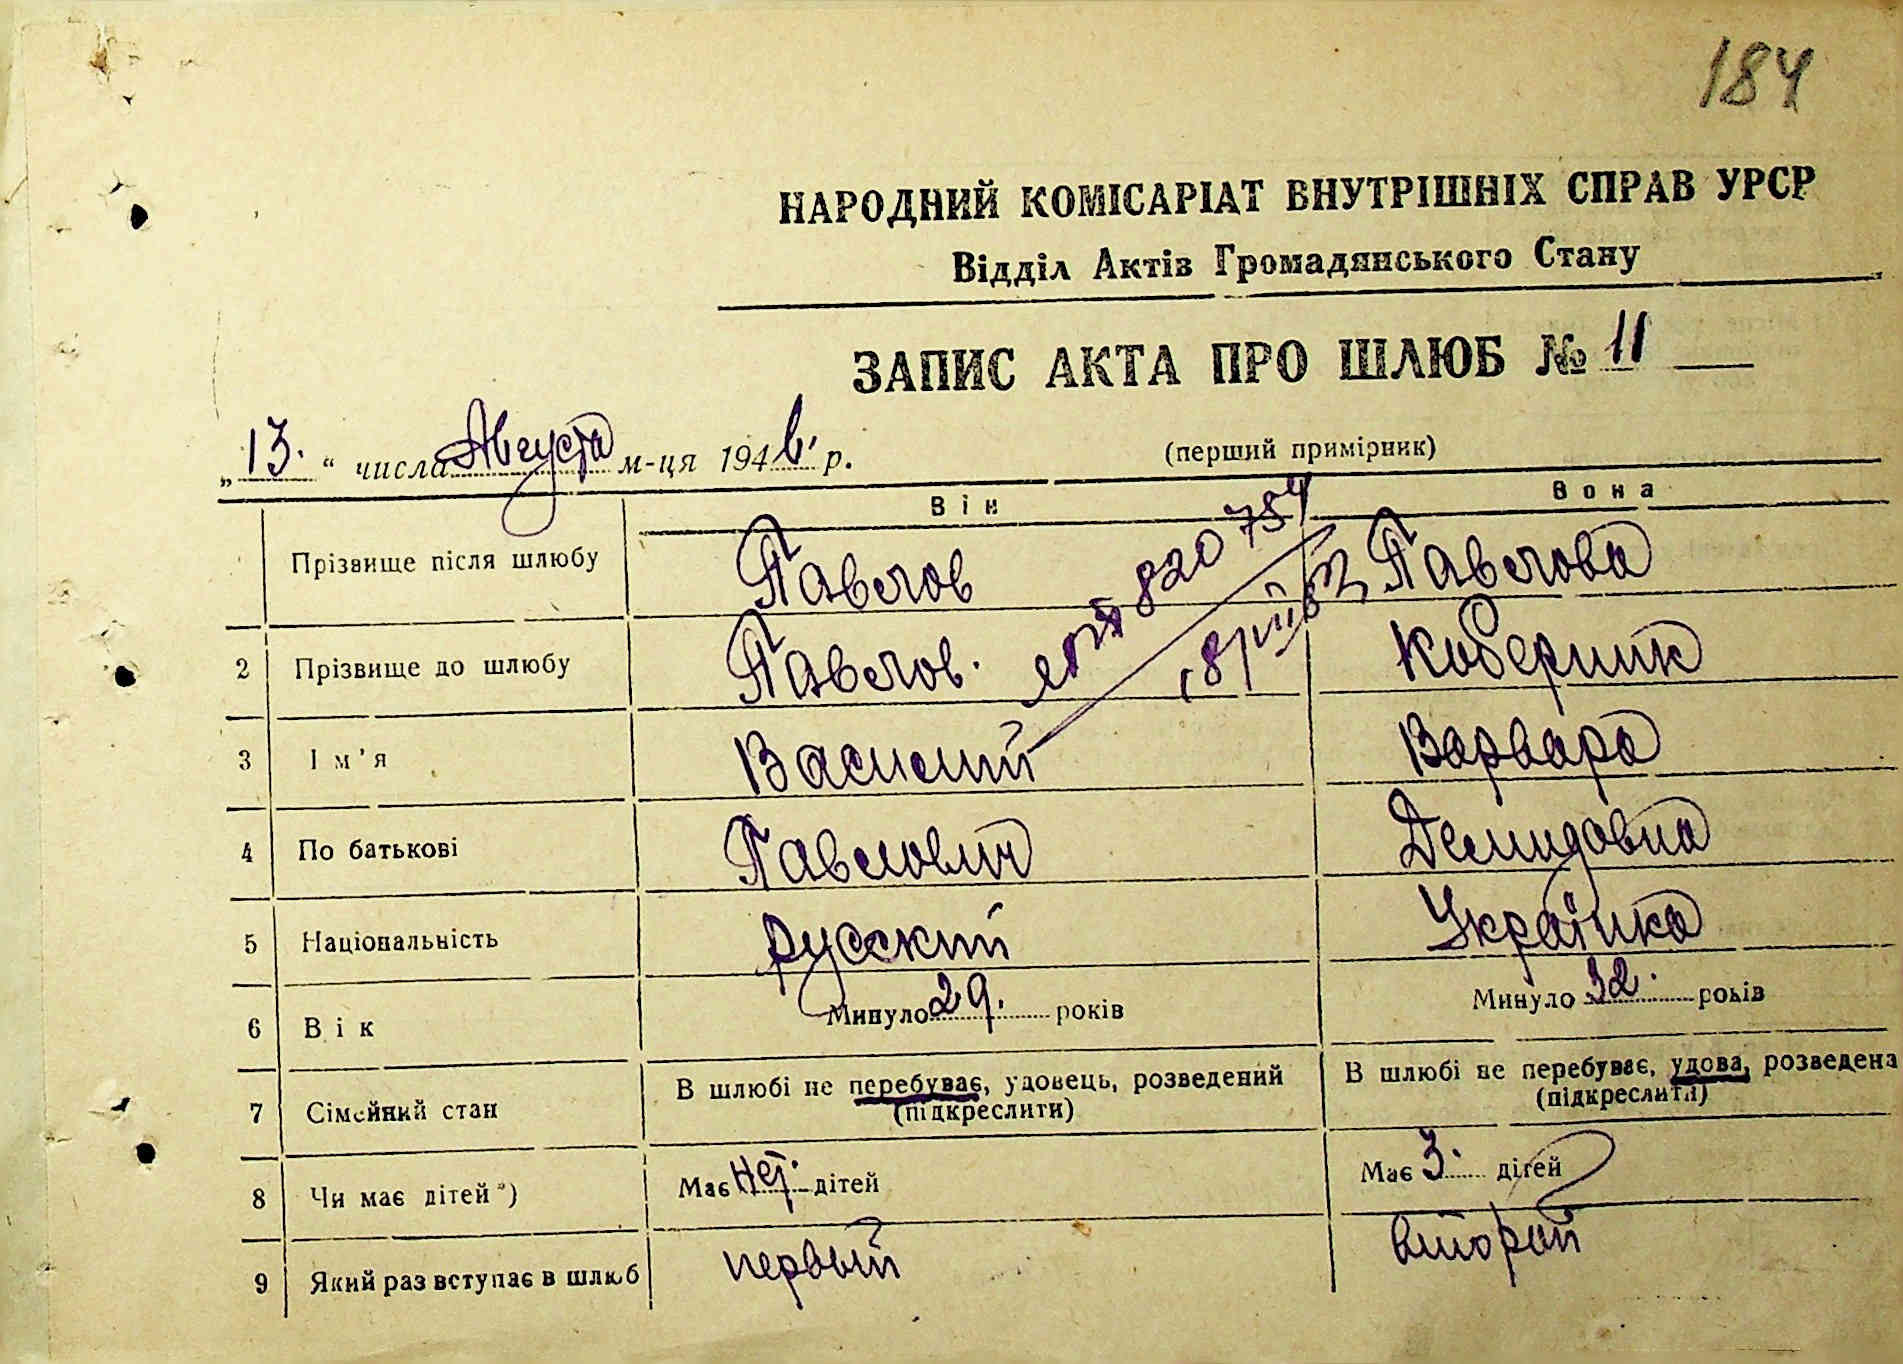 184
НАРОДНИЙ КОМІСАРІАТ ВНУТРІШНІХ СПРАВ УРСР
Відділ Актів Громадянського Стану
ЗАПИС АКТА ПРО ШЛЮБ № 11
„13.“ числа Августа м-ця 1946. р. (перший примірник)
Він Вона
Прізвище після шлюбу Павлов Павлова
820754
2 Прізвище до шлюбу Павлов. Коберник
3 Ім'я Василий Варвара
4 По батькові Павлович Демидовна
5 Національність русский Українка
6 Вік Минуло 29. років Минуло 32. років
7 Сімейний стан В шлюбі не перебуває, удовець, розведений В шлюбі не перебуває, удова, розведена
(підкреслити) (підкреслити)
8 Чи має дітей*) Має нет. дітей Має 3. дітей
9 Який раз вступає в шлюб первый второй